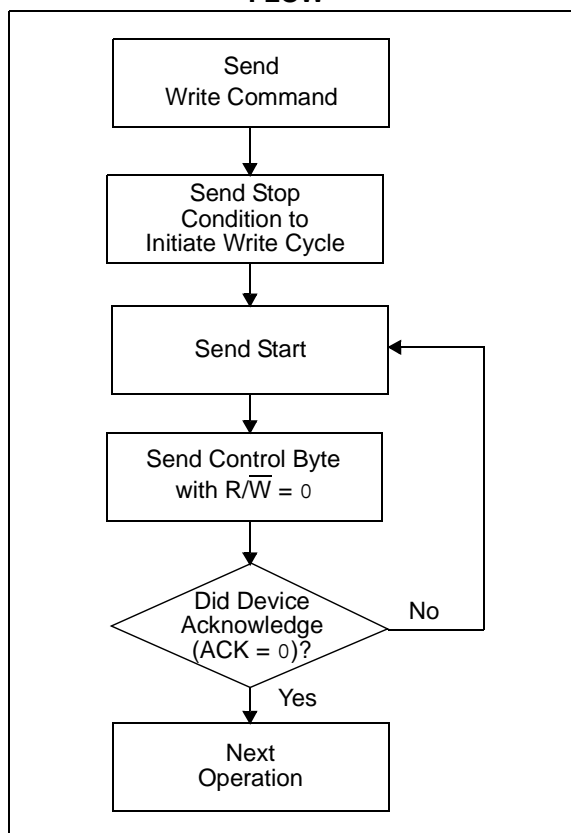 Send
Write Command
Send Stop
Condition to
Initiate Write Cycle
Send Start
Send Control Byte
with R/W̅ = 0
Did Device
Acknowledge
(ACK = 0)?
No
Yes
Next
Operation